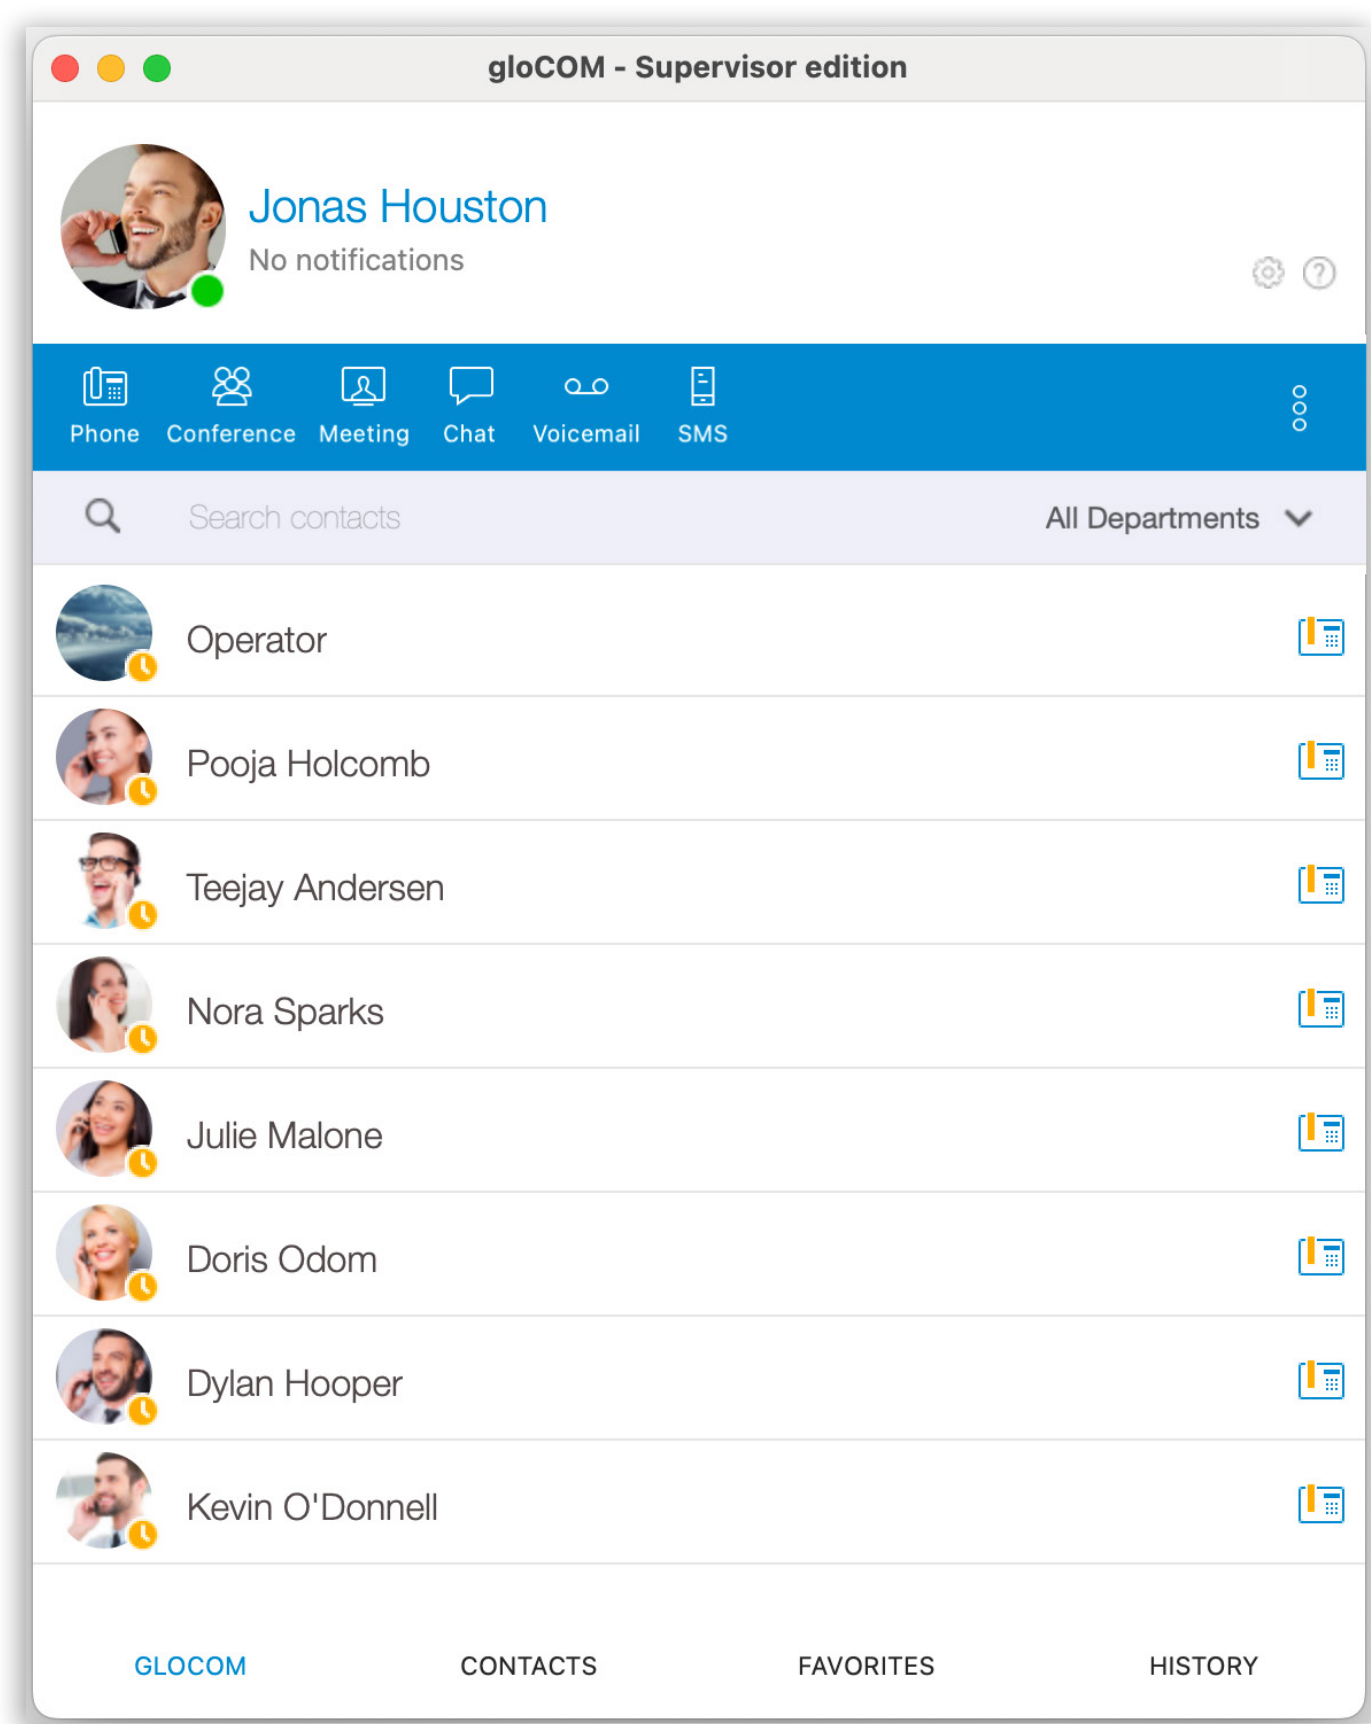 gloCOM - Supervisor edition
Jonas Houston
No notifications
Phone Conference Meeting Chat Voicemail SMS
Search contacts All Departments
Operator
Pooja Holcomb
Teejay Andersen
Nora Sparks
Julie Malone
Doris Odom
Dylan Hooper
Kevin O'Donnell
GLOCOM CONTACTS FAVORITES HISTORY